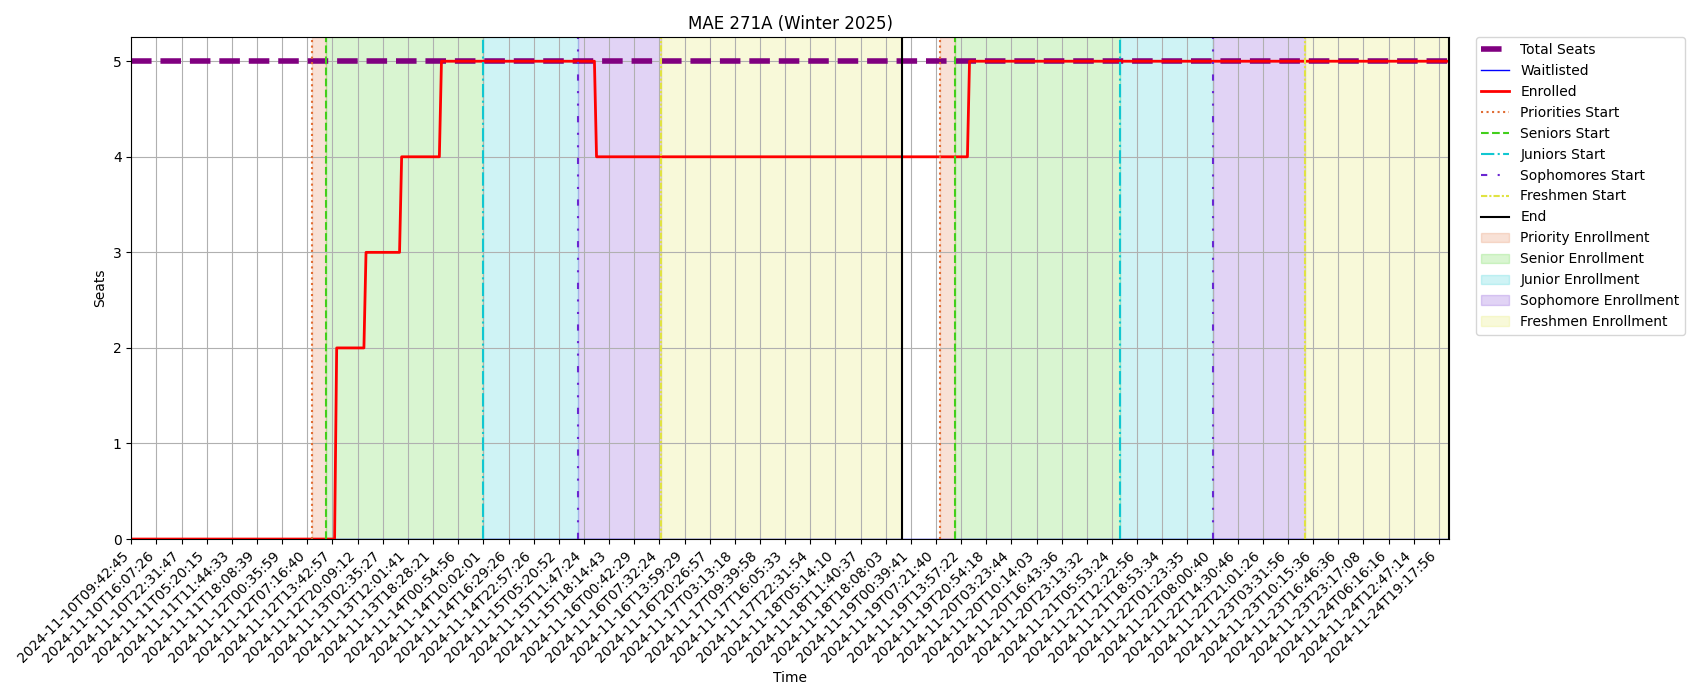 MAE 271A (Winter 2025)
Seats
5
4
3
2
1
0
2024-11-10T09:42:45
2024-11-10T16:07:26
2024-11-10T22:31:47
2024-11-11T05:20:15
2024-11-11T11:44:33
2024-11-11T18:08:39
2024-11-12T00:35:59
2024-11-12T07:16:40
2024-11-12T13:42:57
2024-11-12T20:09:12
2024-11-13T02:35:27
2024-11-13T12:01:41
2024-11-13T18:28:21
2024-11-14T00:54:56
2024-11-14T10:02:01
2024-11-14T16:29:26
2024-11-14T22:57:26
2024-11-15T05:20:52
2024-11-15T11:47:24
2024-11-15T18:14:43
2024-11-16T00:42:29
2024-11-16T07:32:24
2024-11-16T13:59:29
2024-11-16T20:26:57
2024-11-17T03:13:18
2024-11-17T09:39:58
2024-11-17T16:05:33
2024-11-17T22:31:54
2024-11-18T05:14:10
2024-11-18T11:40:37
2024-11-18T18:08:03
2024-11-19T00:39:41
2024-11-19T07:21:40
2024-11-19T13:57:22
2024-11-19T20:54:18
2024-11-20T03:23:44
2024-11-20T10:14:03
2024-11-20T16:43:36
2024-11-20T23:13:32
2024-11-21T05:53:24
2024-11-21T12:22:56
2024-11-21T18:53:34
2024-11-22T01:23:35
2024-11-22T08:00:40
2024-11-22T14:30:46
2024-11-22T21:01:26
2024-11-23T03:31:56
2024-11-23T10:15:36
2024-11-23T16:46:36
2024-11-23T23:17:08
2024-11-24T06:16:16
2024-11-24T12:47:14
2024-11-24T19:17:56
Time
Total Seats
Waitlisted
Enrolled
Priorities Start
Seniors Start
Juniors Start
Sophomores Start
Freshmen Start
End
Priority Enrollment
Senior Enrollment
Junior Enrollment
Sophomore Enrollment
Freshmen Enrollment